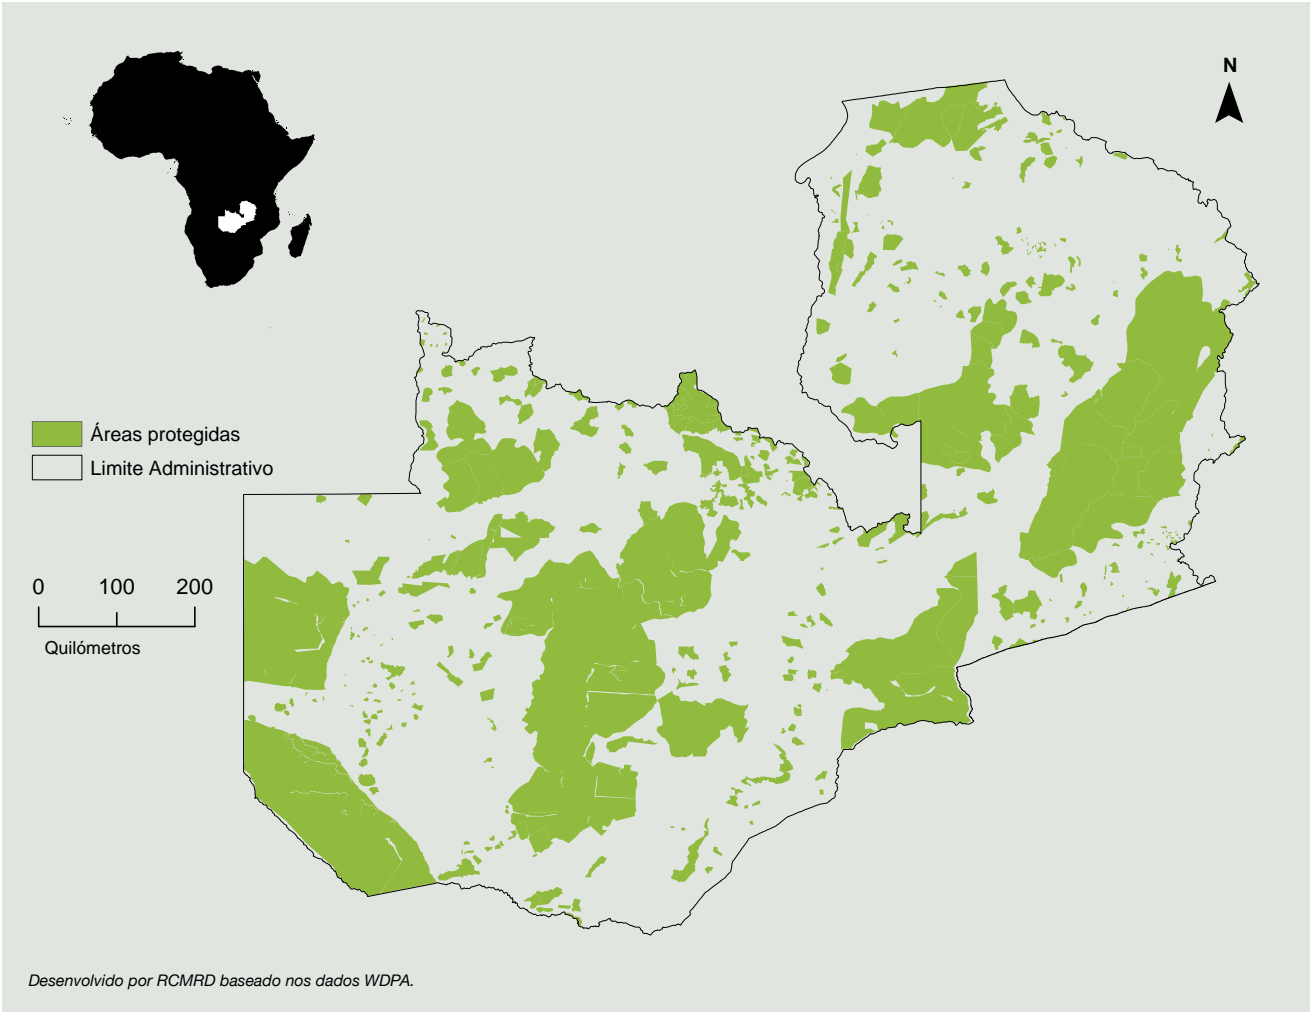 N
Áreas protegidas
Limite Administrativo
0 100 200
Quilómetros
Desenvolvido por RCMRD baseado nos dados WDPA.